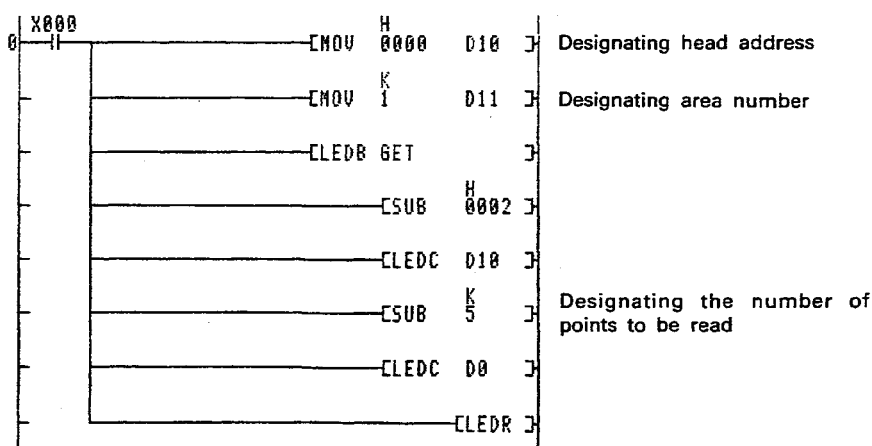 X000
H
0 [MOV 0000 D10 ] Designating head address
K
[MOV 1 D11 ] Designating area number
[LEDB GET ]
H
[SUB 0002 ]
[LEDC D10 ]
K
[SUB 5 ] Designating the number of
points to be read
[LEDC D0 ]
[LEDR ]